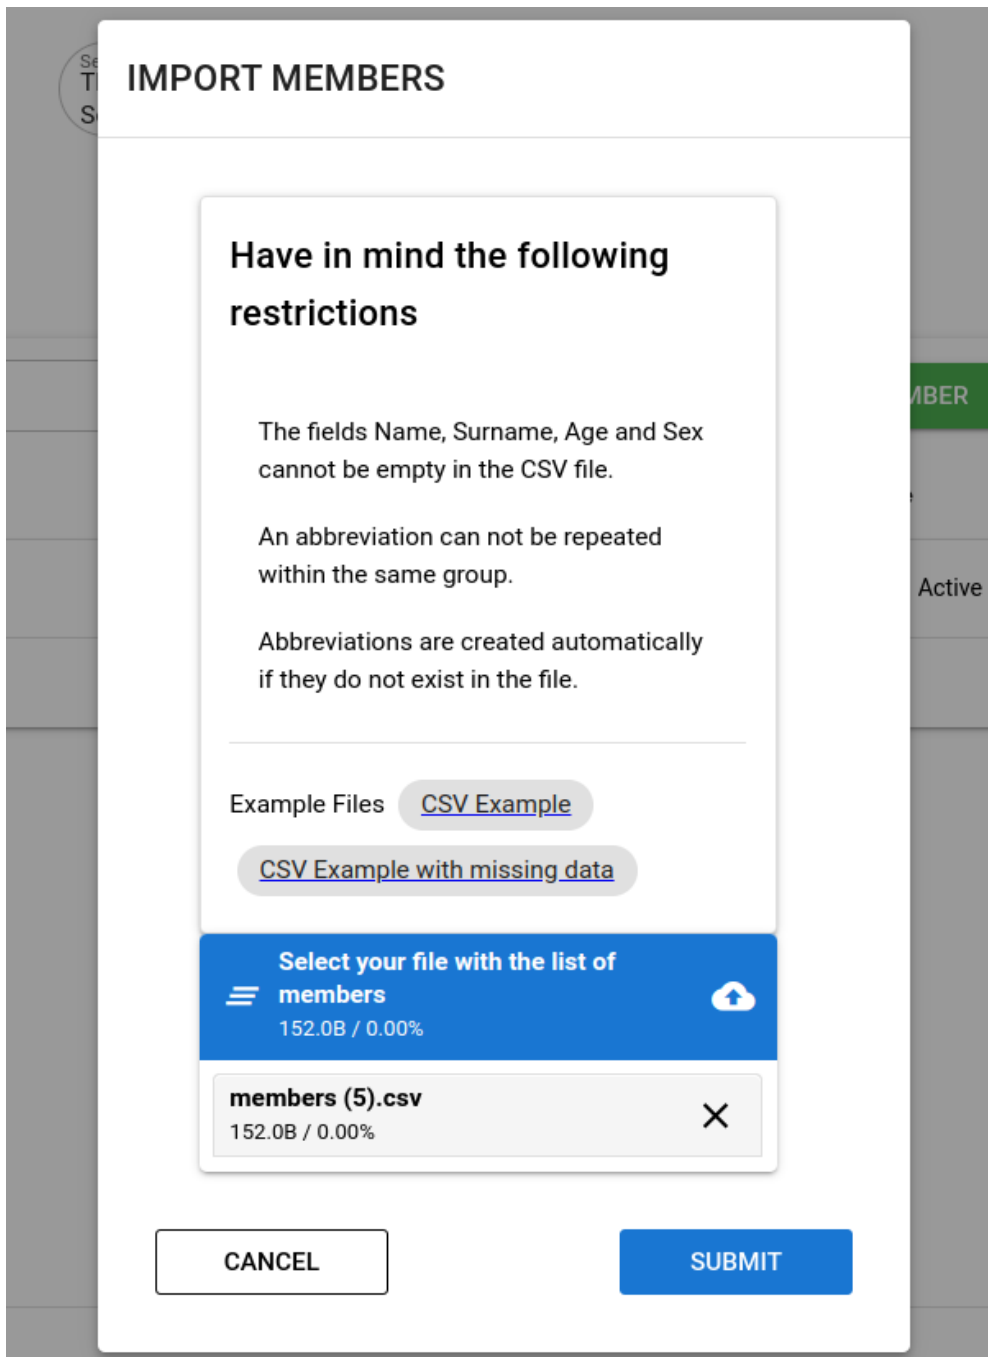 IMPORT MEMBERS
Have in mind the following
restrictions
The fields Name, Surname, Age and Sex
cannot be empty in the CSV file.
An abbreviation can not be repeated
within the same group.
Active
Abbreviations are created automatically
if they do not exist in the file.
Example Files CSV Example
CSV Example with missing data
Select your file with the list of
members
152.0B / 0.00%
members (5).csv
152.0B / 0.00%
CANCEL SUBMIT